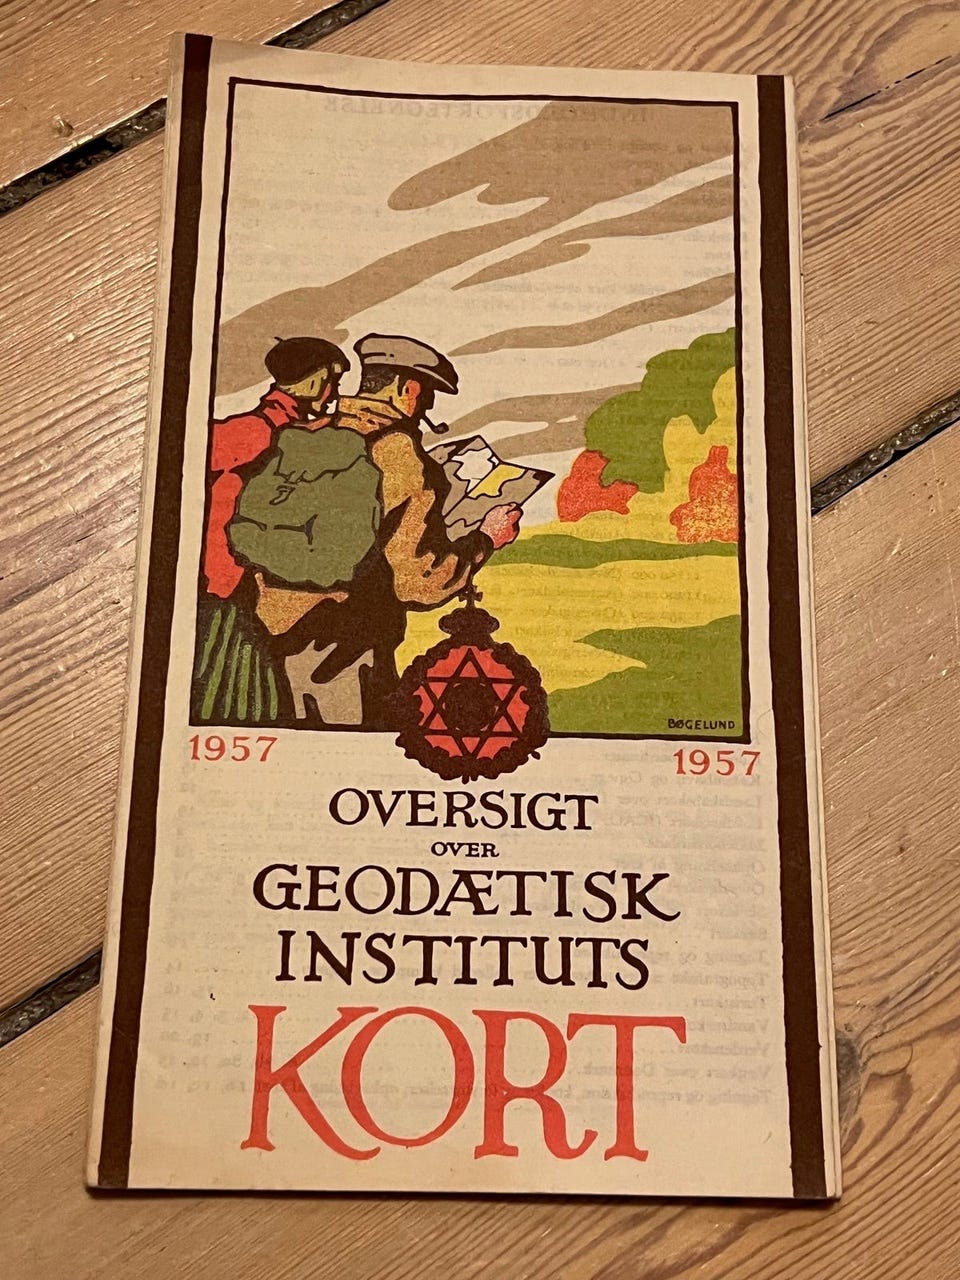 BØGELUND
1957 1957
OVERSIGT
OVER
GEODÆTISK
INSTITUTS
KORT